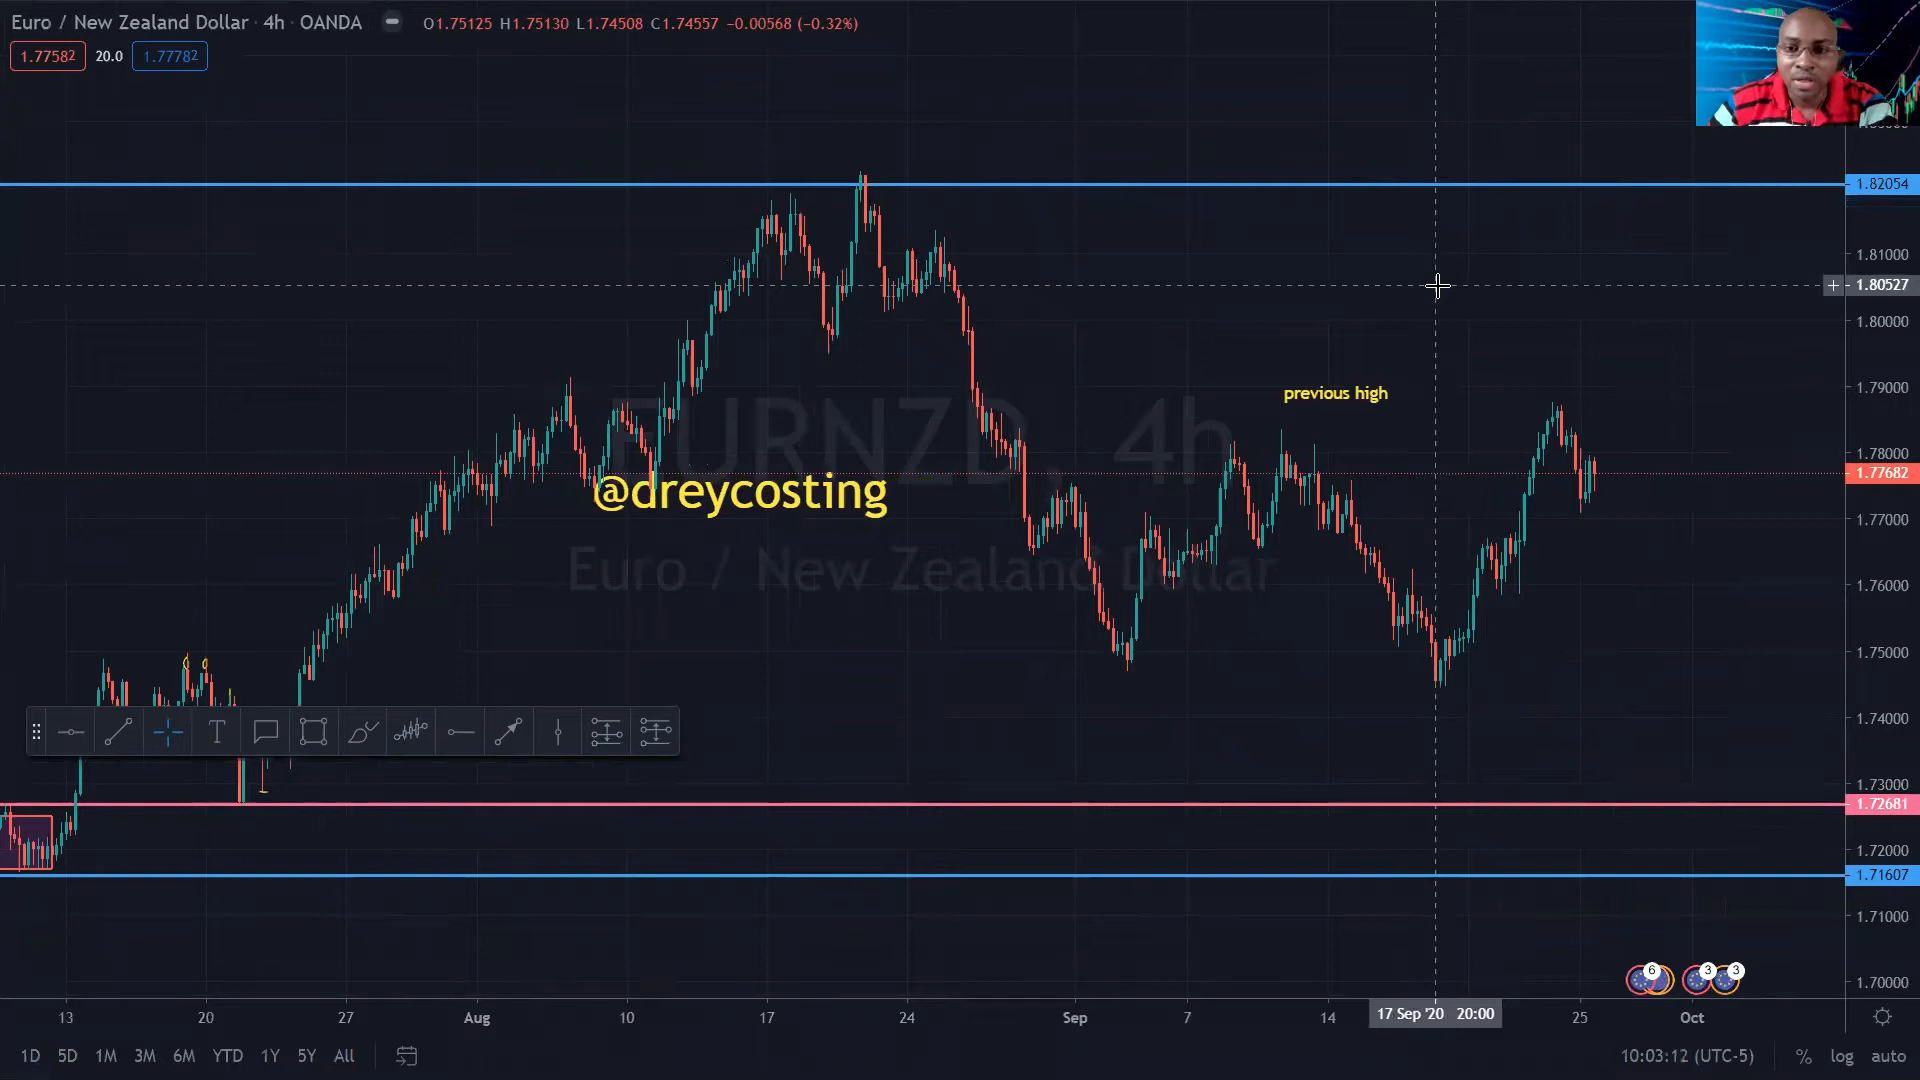 Euro / New Zealand Dollar · 4h · OANDA
O1.75125 H1.75130 L1.74508 C1.74557 −0.00568 (−0.32%)
1.77582 20.0 1.77782
1.82054
1.81000
1.80527
1.80000
1.79000
previous high
EURNZD, 4h
1.78000
1.77682
@dreycosting
1.77000
Euro / New Zealand Dollar
1.76000
1.75000
1.74000
T
1.73000
1.72681
1.72000
1.71607
1.71000
6 3 3
1.70000
13 20 27 Aug 10 17 24 Sep 7 14 17 Sep '20 20:00 25 Oct
1D 5D 1M 3M 6M YTD 1Y 5Y All
10:03:12 (UTC-5) % log auto